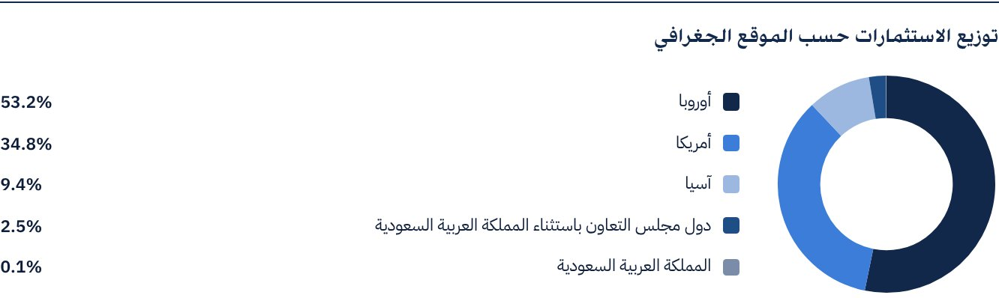 توزيع الاستثمارات حسب الموقع الجغرافي
أوروبا 53.2%
أمريكا 34.8%
آسيا 9.4%
دول مجلس التعاون باستثناء المملكة العربية السعودية 2.5%
المملكة العربية السعودية 0.1%